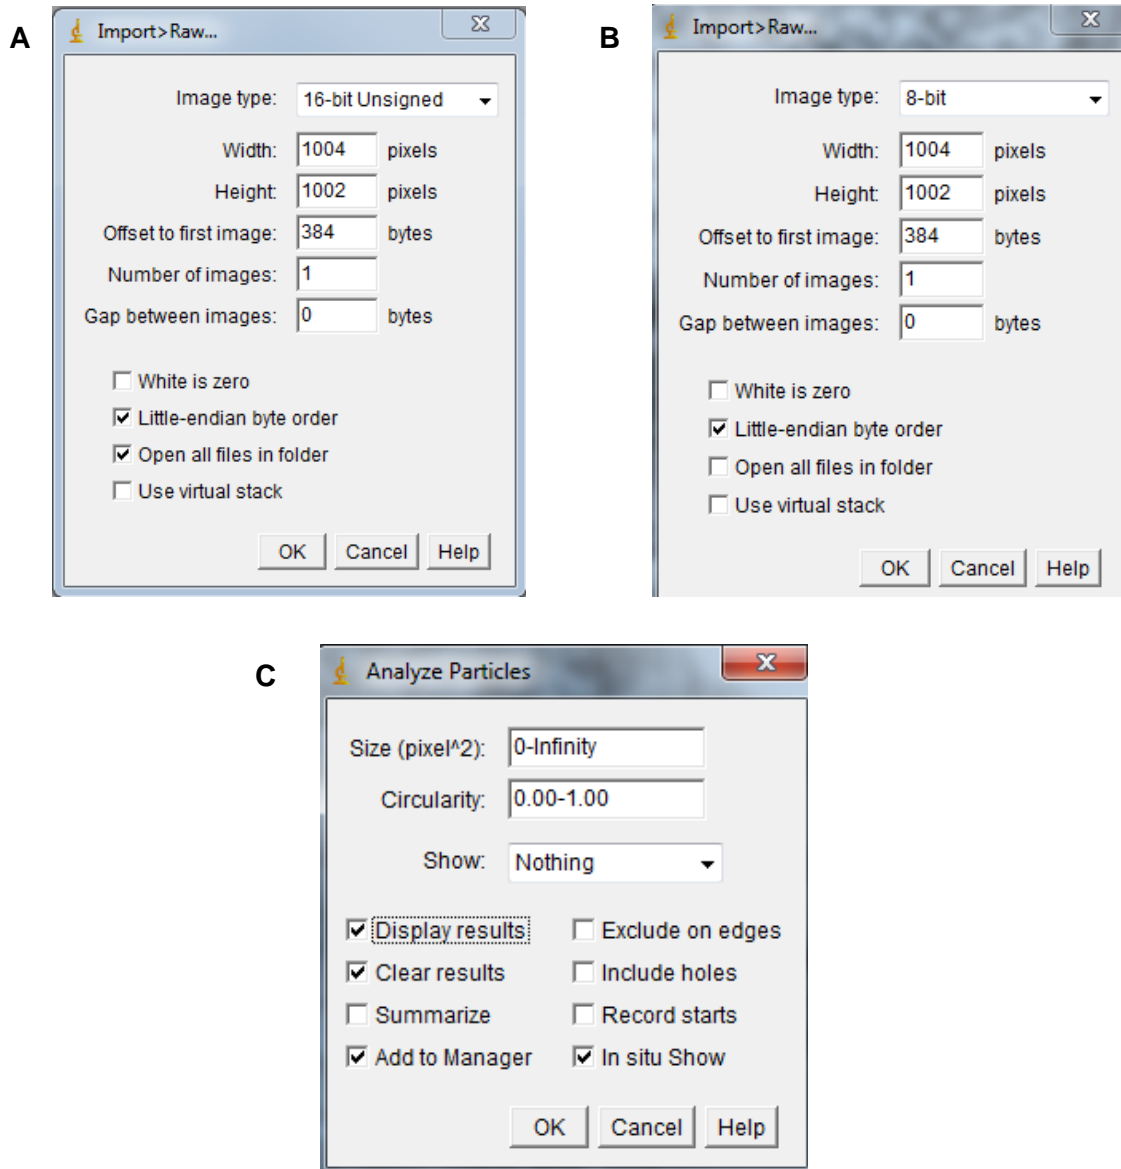 A
Import>Raw...
Image type: 16-bit Unsigned
Width: 1004 pixels
Height: 1002 pixels
Offset to first image: 384 bytes
Number of images: 1
Gap between images: 0 bytes
White is zero
Little-endian byte order
Open all files in folder
Use virtual stack
OK Cancel Help
B
Import>Raw...
Image type: 8-bit
Width: 1004 pixels
Height: 1002 pixels
Offset to first image: 384 bytes
Number of images: 1
Gap between images: 0 bytes
White is zero
Little-endian byte order
Open all files in folder
Use virtual stack
OK Cancel Help
C
Analyze Particles
Size (pixel^2): 0-Infinity
Circularity: 0.00-1.00
Show: Nothing
Display results Exclude on edges
Clear results Include holes
Summarize Record starts
Add to Manager In situ Show
OK Cancel Help